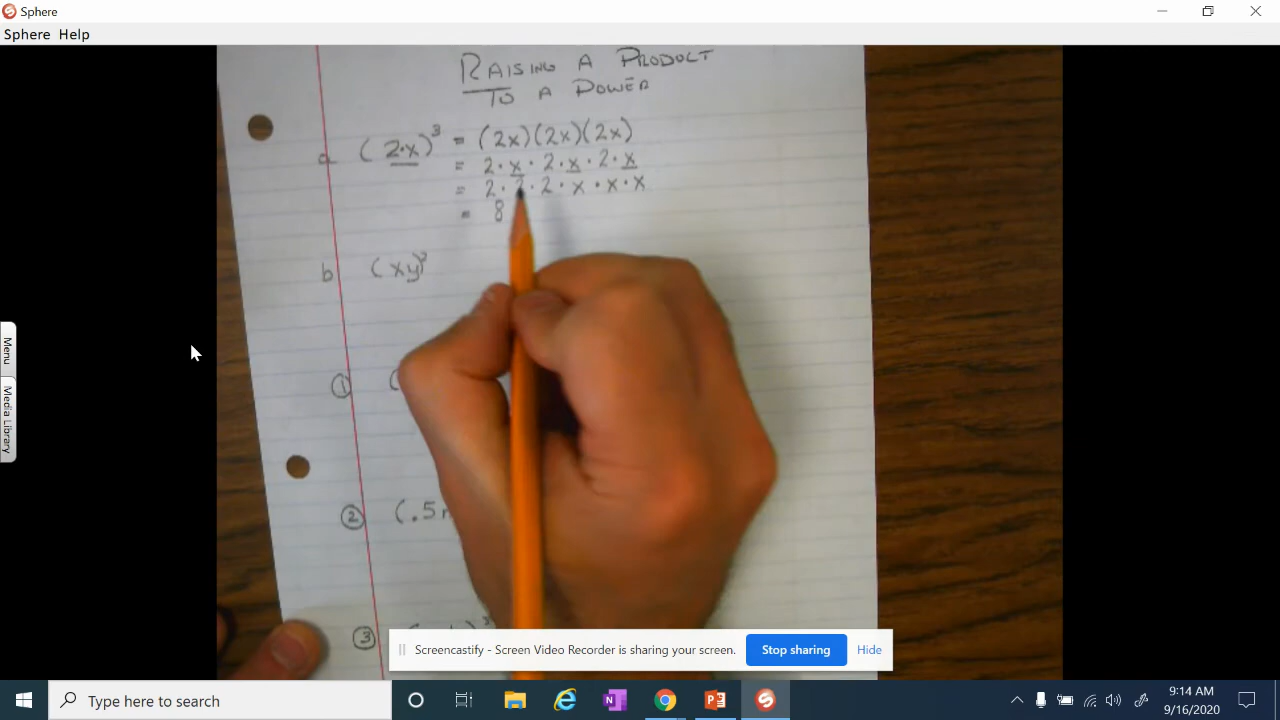 Sphere
Sphere Help
RAISING A PRODUCT
TO A POWER
a (2·x)³ = (2x)(2x)(2x)
= 2·x·2·x·2·x
= 2·2·2·x·x·x
= 8
b (xy)²
①
② (.5
③
Menu
Media Library
Screencastify - Screen Video Recorder is sharing your screen.
Stop sharing
Hide
Type here to search
9:14 AM
9/16/2020